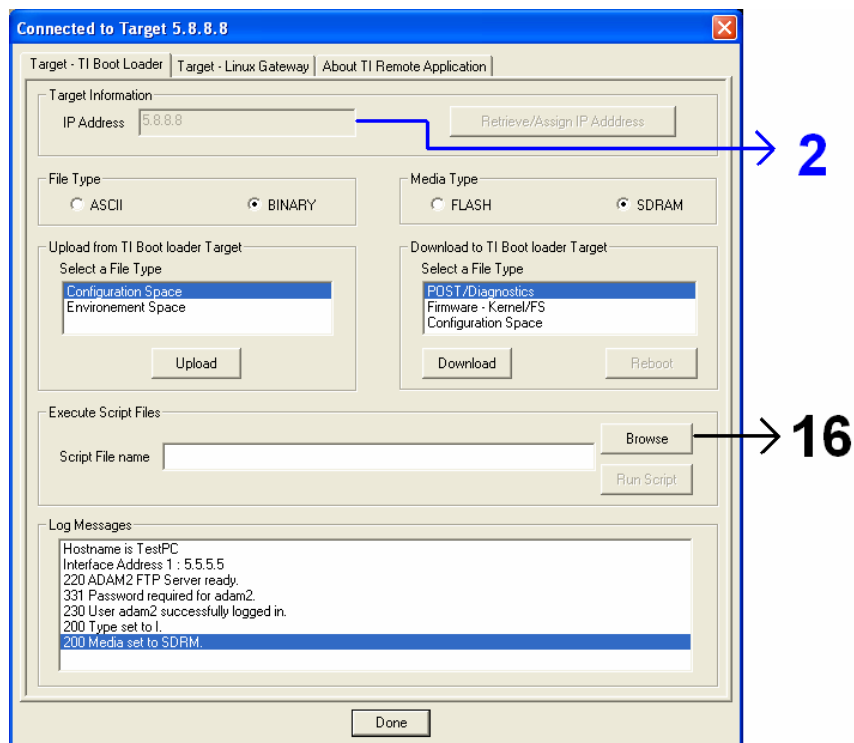 Connected to Target 5.8.8.8
Target - TI Boot Loader
Target - Linux Gateway
About TI Remote Application
Target Information
IP Address
5.8.8.8
Retrieve/Assign IP Adddress
2
File Type
ASCII
BINARY
Media Type
FLASH
SDRAM
Upload from TI Boot loader Target
Select a File Type
Configuration Space
Environement Space
Upload
Download to TI Boot loader Target
Select a File Type
POST/Diagnostics
Firmware - Kernel/FS
Configuration Space
Download
Reboot
Execute Script Files
Script File name
Browse
16
Run Script
Log Messages
Hostname is TestPC
Interface Address 1 : 5.5.5.5
220 ADAM2 FTP Server ready.
331 Password required for adam2.
230 User adam2 successfully logged in.
200 Type set to I.
200 Media set to SDRM.
Done